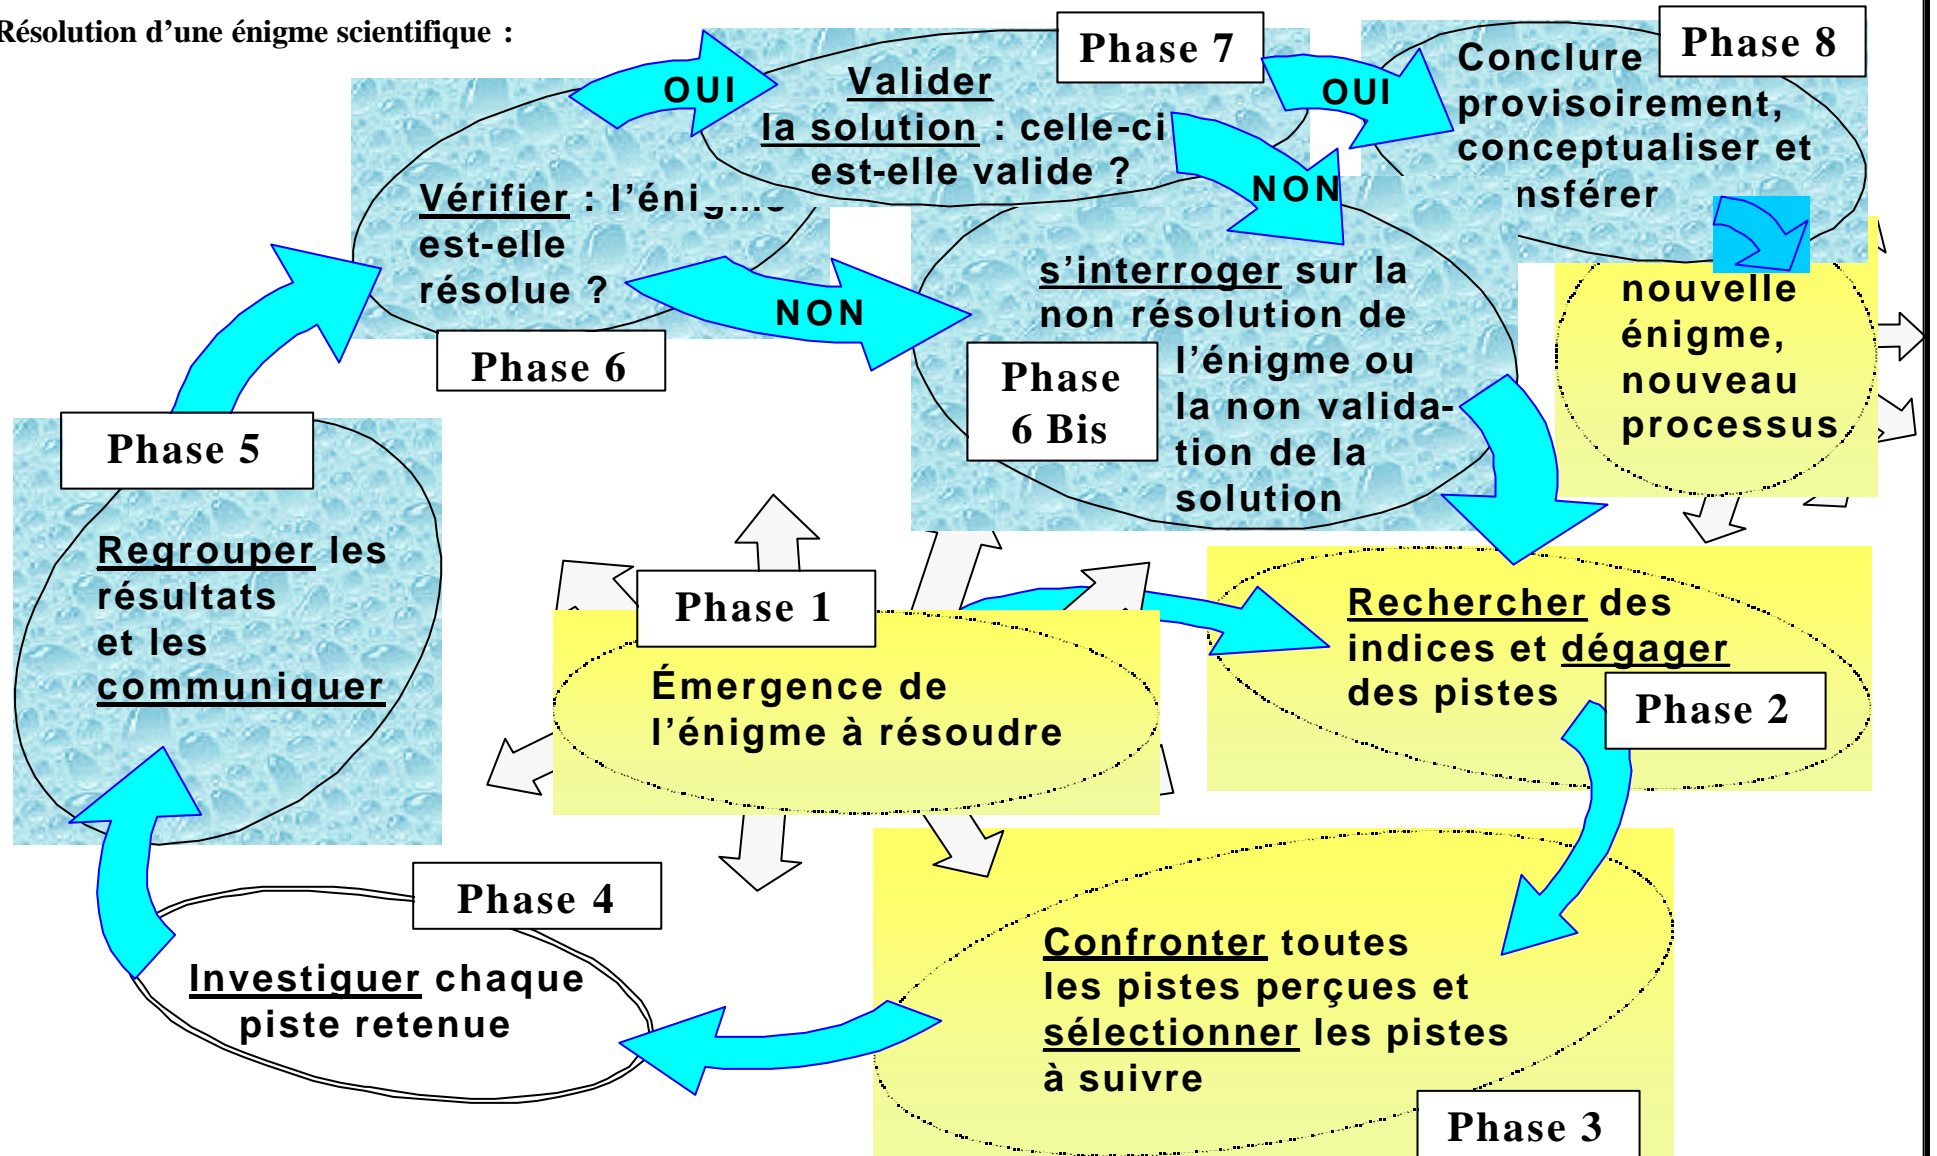 Résolution d’une énigme scientifique :
Phase 1
Émergence de
l’énigme à résoudre
Rechercher des
indices et dégager
des pistes
Phase 2
Confronter toutes
les pistes perçues et
sélectionner les pistes
à suivre
Phase 3
Phase 4
Investiguer chaque
piste retenue
Phase 5
Regrouper les
résultats
et les
communiquer
Vérifier : l’énigme
est-elle
résolue ?
Phase 6
OUI
NON
Phase 7
Valider
la solution : celle-ci
est-elle valide ?
OUI
NON
s’interroger sur la
non résolution de
l’énigme ou
la non valida-
tion de la
solution
Phase
6 Bis
Phase 8
Conclure
provisoirement,
conceptualiser et
nsférer
nouvelle
énigme,
nouveau
processus